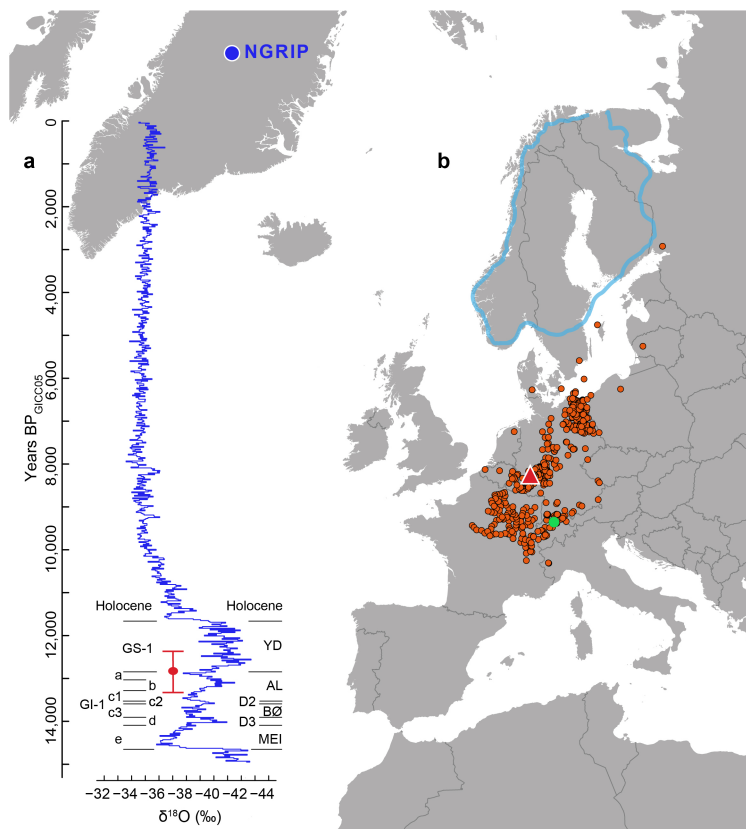 NGRIP
a
b
0
2,000
4,000
6,000
8,000
10,000
12,000
14,000
Years BP GICC05
Holocene Holocene
GS-1 YD
a
b AL
c1 c2 D2
GI-1
c3 BØ
d D3
e MEI
−32 −34 −36 −38 −40 −42 −44
δ18O (‰)